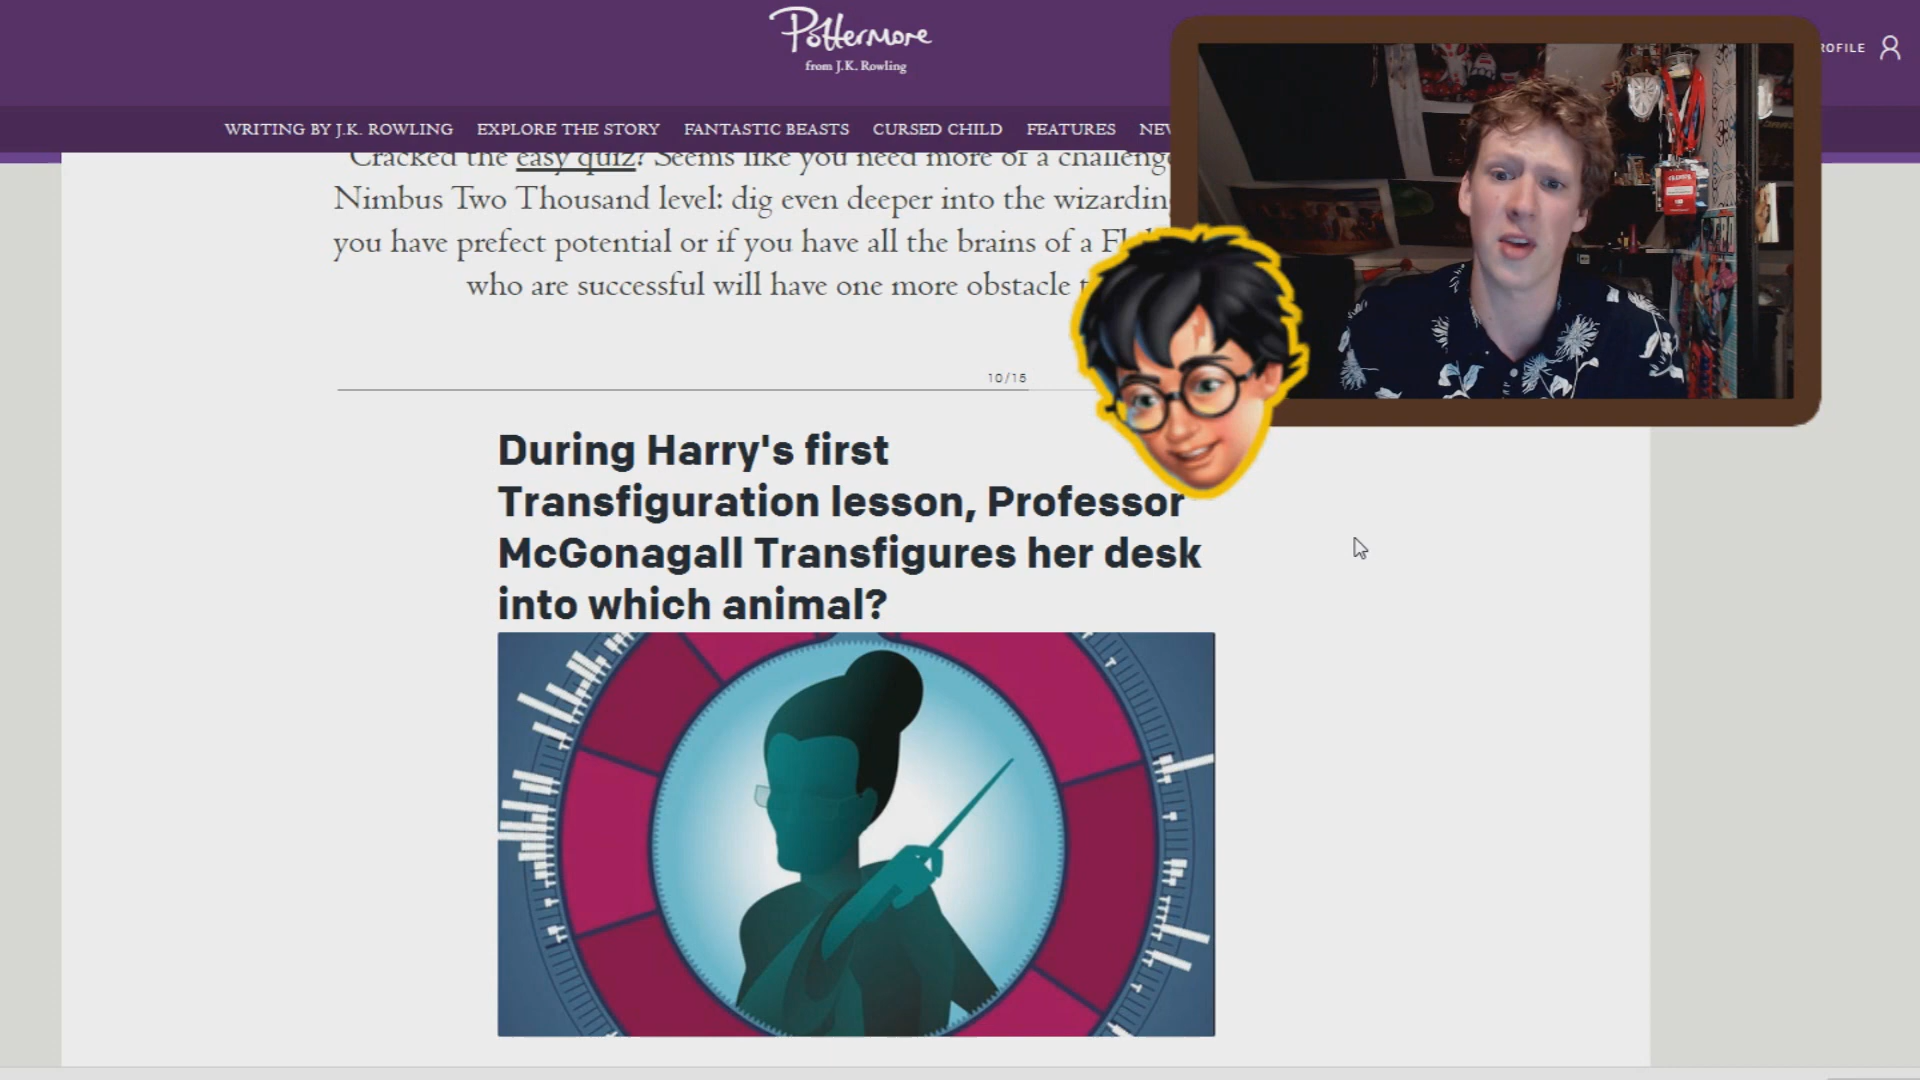 Pottermore
from J.K. Rowling
ROFILE
WRITING BY J.K. ROWLING EXPLORE THE STORY FANTASTIC BEASTS CURSED CHILD FEATURES NEW
Cracked the easy quiz? Seems like you need more of a challenge
Nimbus Two Thousand level: dig even deeper into the wizarding
you have prefect potential or if you have all the brains of a
who are successful will have one more obstacle
10/15
During Harry's first
Transfiguration lesson, Professor
McGonagall Transfigures her desk
into which animal?